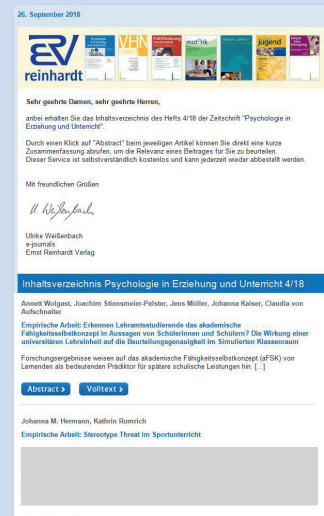 26. September 2018
ERV
reinhardt
VHN
Frühförderung
motorik
jugend
Sehr geehrte Damen, sehr geehrte Herren,
anbei erhalten Sie das Inhaltsverzeichnis des Hefts 4/18 der Zeitschrift "Psychologie in
Erziehung und Unterricht".
Durch einen Klick auf "Abstract" beim jeweiligen Artikel können Sie direkt eine kurze
Zusammenfassung abrufen, um die Relevanz eines Beitrages für Sie zu beurteilen.
Dieser Service ist selbstverständlich kostenlos und kann jederzeit wieder abbestellt werden.
Mit freundlichen Grüßen
U. Weißenbach
Ulrike Weißenbach
e-journals
Ernst Reinhardt Verlag
Inhaltsverzeichnis Psychologie in Erziehung und Unterricht 4/18
Annett Wolgast, Joachim Stiensmeier-Pelster, Jens Möller, Johanna Kaiser, Claudia von
Aufschnaiter
Empirische Arbeit: Erkennen Lehramtsstudierende das akademische
Fähigkeitsselbstkonzept in Aussagen von Schülerinnen und Schülern? Die Wirkung einer
universitären Lehreinheit auf die Beurteilungsgenauigkeit im Simulierten Klassenraum
Forschungsergebnisse weisen auf das akademische Fähigkeitsselbstkonzept (aFSK) von
Lernenden als bedeutenden Prädiktor für spätere schulische Leistungen hin. [...]
Abstract > Volltext >
Johanna M. Hermann, Kathrin Rumrich
Empirische Arbeit: Stereotype Threat im Sportunterricht